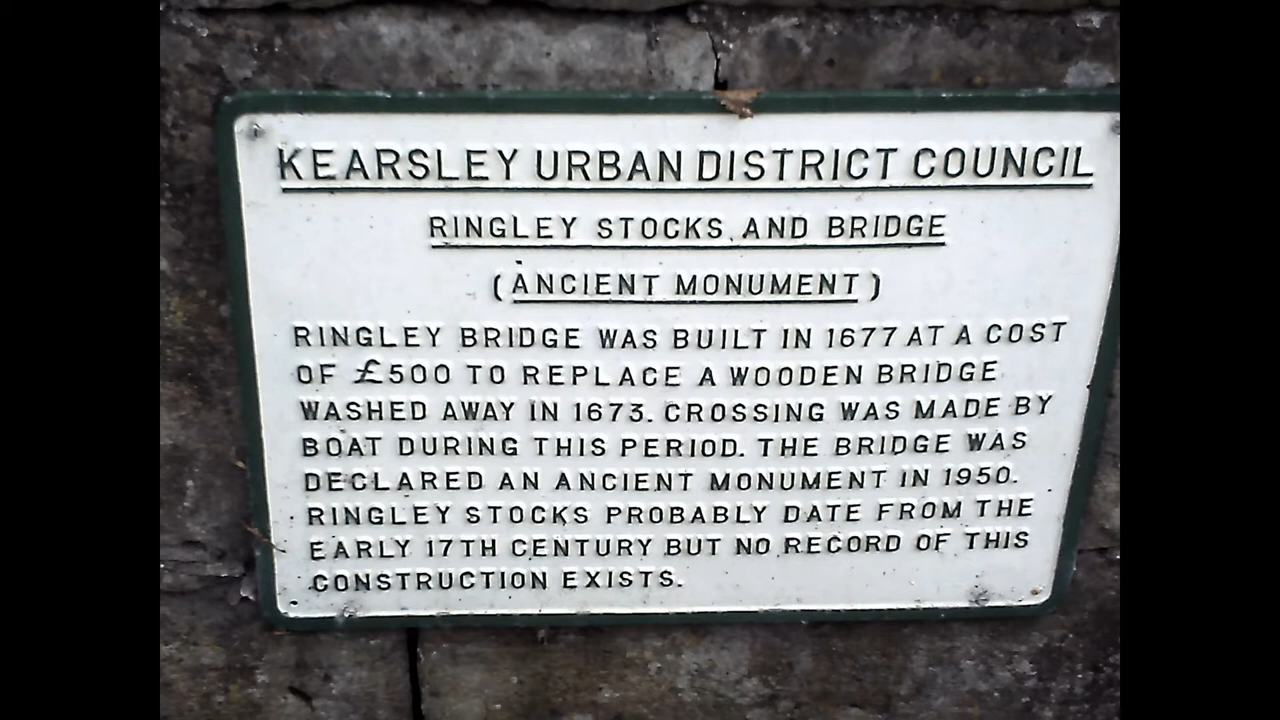 KEARSLEY URBAN DISTRICT COUNCIL
RINGLEY STOCKS AND BRIDGE
(ANCIENT MONUMENT)
RINGLEY BRIDGE WAS BUILT IN 1677 AT A COST
OF £500 TO REPLACE A WOODEN BRIDGE
WASHED AWAY IN 1673. CROSSING WAS MADE BY
BOAT DURING THIS PERIOD. THE BRIDGE WAS
DECLARED AN ANCIENT MONUMENT IN 1950.
RINGLEY STOCKS PROBABLY DATE FROM THE
EARLY 17TH CENTURY BUT NO RECORD OF THIS
CONSTRUCTION EXISTS.